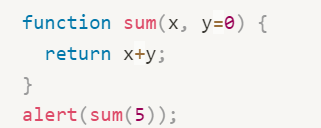 function sum(x, y=0) {
  return x+y;
}
alert(sum(5));